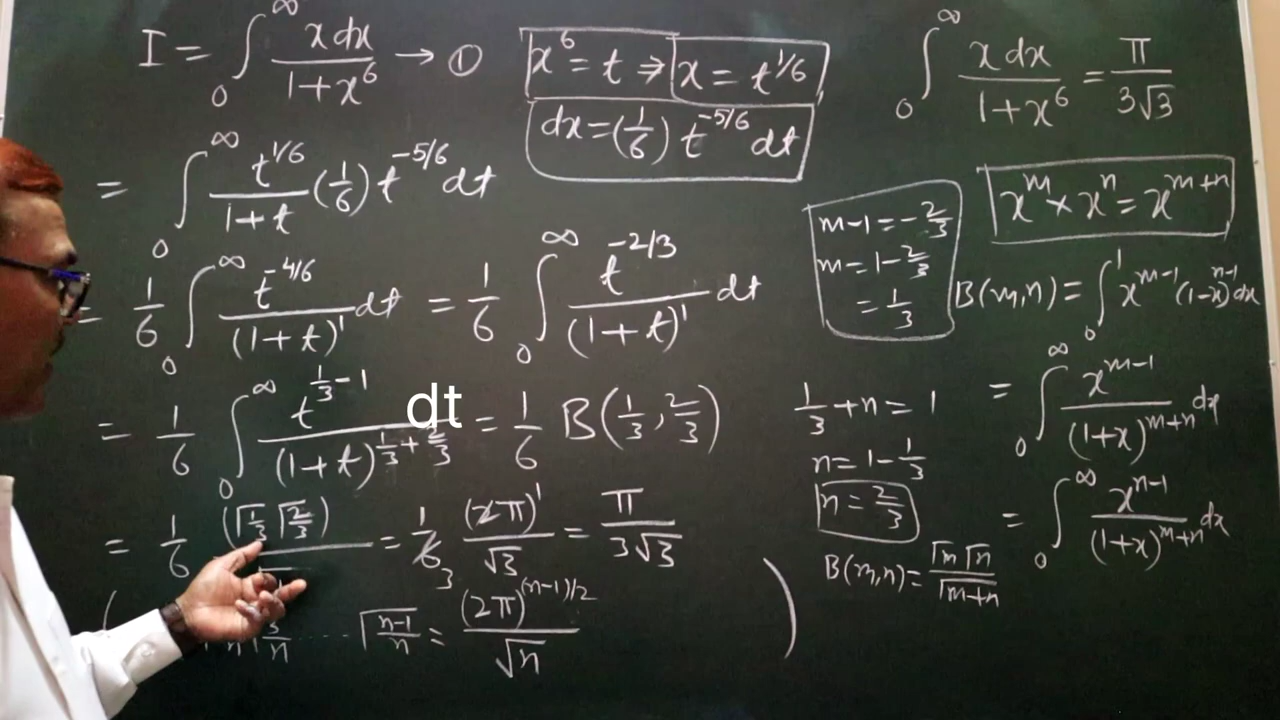 I = ∫₀^∞ x dx / (1 + x⁶) → ①
x⁶ = t ⇒ x = t^(1/6)
dx = (1/6) t^(-5/6) dt
= ∫₀^∞ t^(1/6) / (1 + t) (1/6) t^(-5/6) dt
= 1/6 ∫₀^∞ t^(-4/6) / (1 + t)¹ dt = 1/6 ∫₀^∞ t^(-2/3) / (1 + t)¹ dt
= 1/6 ∫₀^∞ t^(1/3 - 1) / (1 + t)^(1/3 + 2/3) dt = 1/6 B(1/3, 2/3)
= 1/6 (Γ1/3 Γ2/3) / = 1/6 3 (2π)¹ / √3 = π / 3√3
( n Γ3/n ...... Γ(n-1)/n = (2π)^((n-1)/2) / √n )
∫₀^∞ x dx / (1 + x⁶) = π / 3√3
x^m × x^n = x^(m+n)
m - 1 = -2/3
m = 1 - 2/3
= 1/3
B(m, n) = ∫₀¹ x^(m-1) (1-x)^(n-1) dx
= ∫₀^∞ x^(m-1) / (1+x)^(m+n) dx
= ∫₀^∞ x^(n-1) / (1+x)^(m+n) dx
1/3 + n = 1
n = 1 - 1/3
n = 2/3
B(m, n) = Γm Γn / Γm+n